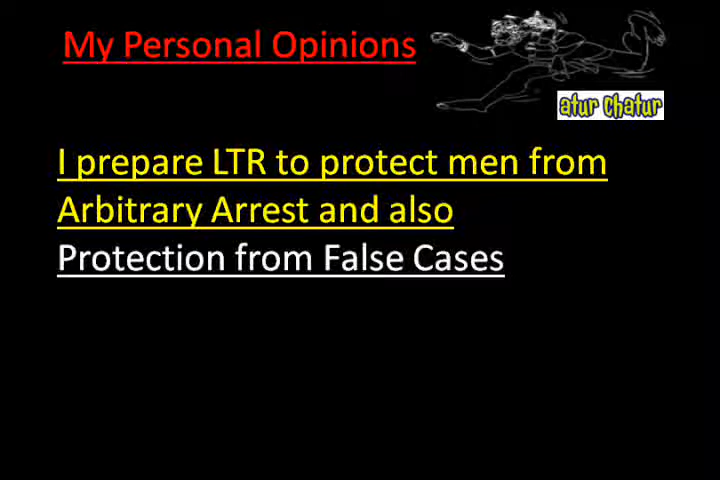 My Personal Opinions
atur chatur
I prepare LTR to protect men from
Arbitrary Arrest and also
Protection from False Cases